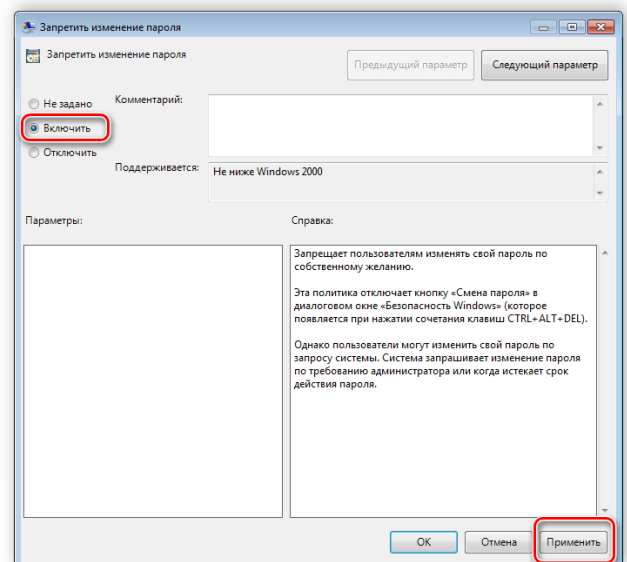 Запретить изменение пароля
Запретить изменение пароля
Предыдущий параметр
Следующий параметр
Не задано
Включить
Отключить
Комментарий:
Поддерживается:
Не ниже Windows 2000
Параметры:
Справка:
Запрещает пользователям изменять свой пароль по
собственному желанию.
Эта политика отключает кнопку «Смена пароля» в
диалоговом окне «Безопасность Windows» (которое
появляется при нажатии сочетания клавиш CTRL+ALT+DEL).
Однако пользователи могут изменить свой пароль по
запросу системы. Система запрашивает изменение пароля
по требованию администратора или когда истекает срок
действия пароля.
OK
Отмена
Применить